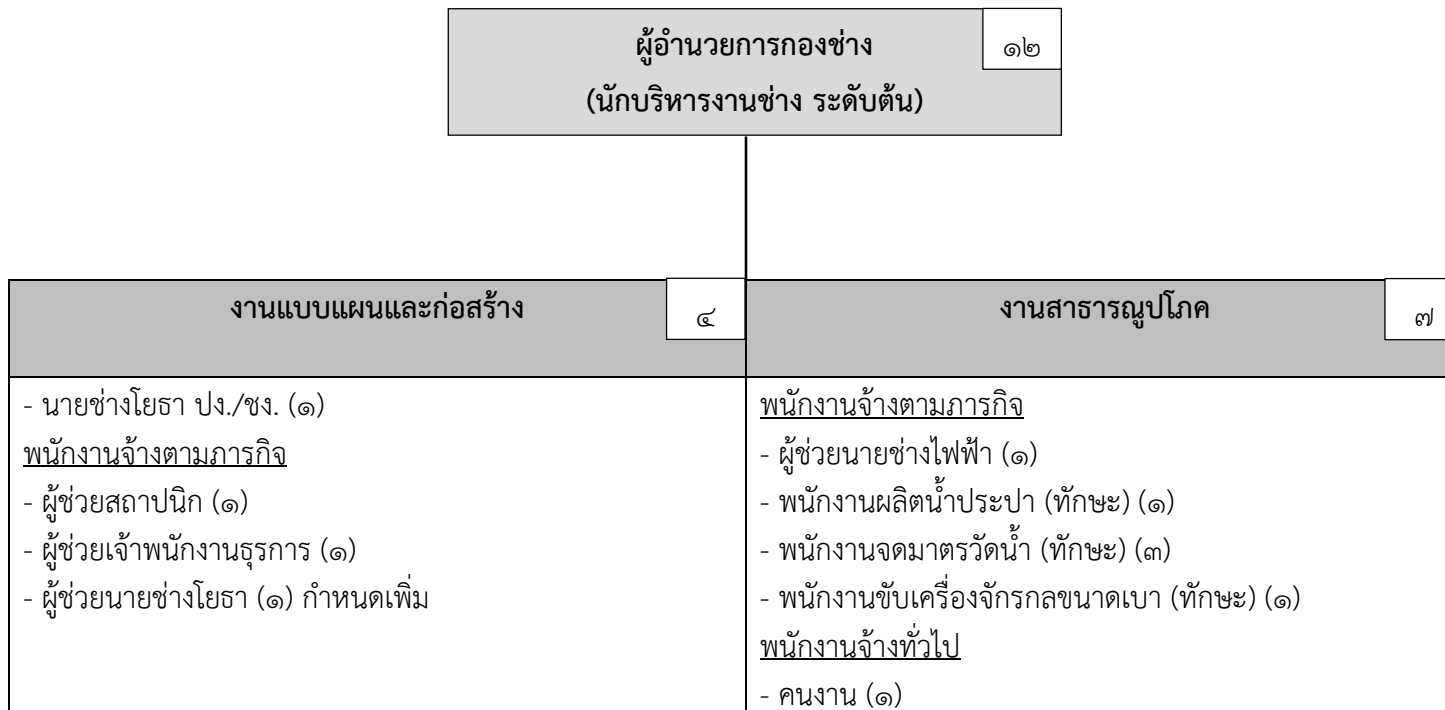 ผู้อำนวยการกองช่าง
(นักบริหารงานช่าง ระดับต้น)
๑๒
งานแบบแผนและก่อสร้าง
๔
- นายช่างโยธา ปง./ชง. (๑)
พนักงานจ้างตามภารกิจ
- ผู้ช่วยสถาปนิก (๑)
- ผู้ช่วยเจ้าพนักงานธุรการ (๑)
- ผู้ช่วยนายช่างโยธา (๑) กำหนดเพิ่ม
งานสาธารณูปโภค
๗
พนักงานจ้างตามภารกิจ
- ผู้ช่วยนายช่างไฟฟ้า (๑)
- พนักงานผลิตน้ำประปา (ทักษะ) (๑)
- พนักงานจดมาตรวัดน้ำ (ทักษะ) (๓)
- พนักงานขับเครื่องจักรกลขนาดเบา (ทักษะ) (๑)
พนักงานจ้างทั่วไป
- คนงาน (๑)